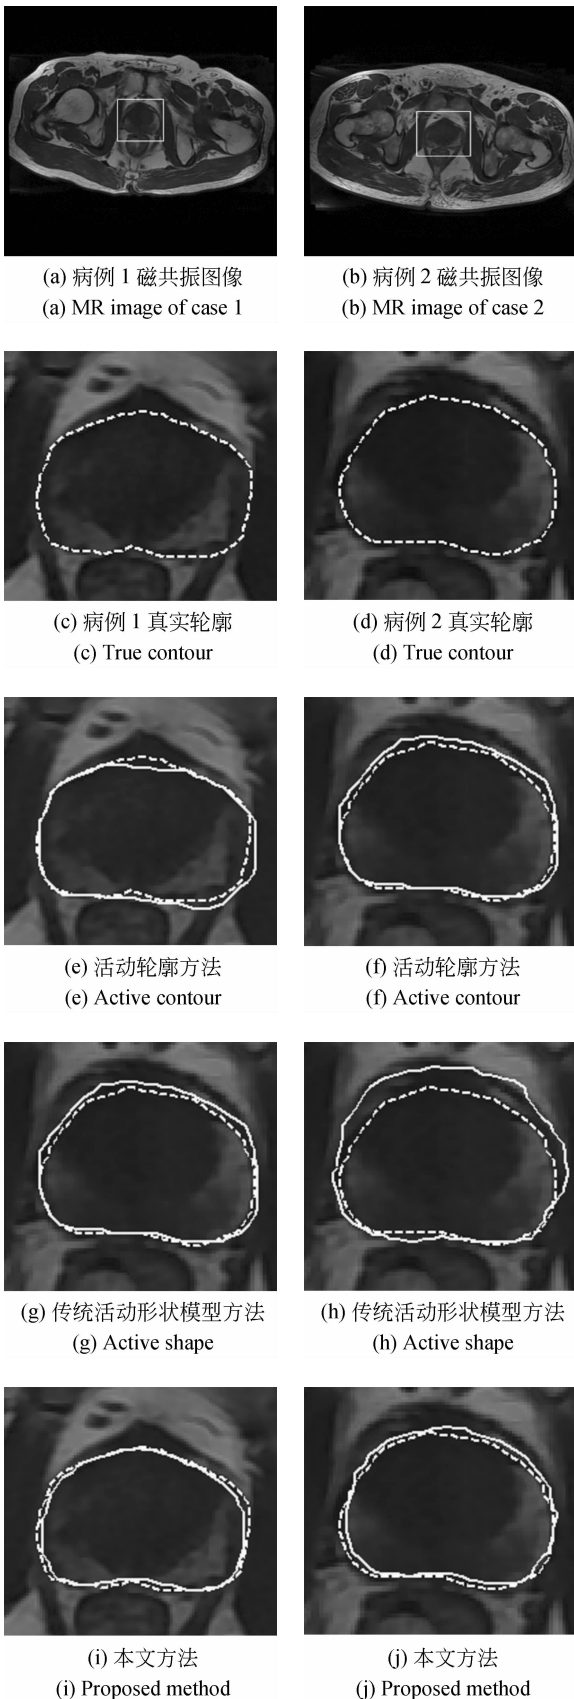 (a) 病例 1 磁共振图像
(a) MR image of case 1
(b) 病例 2 磁共振图像
(b) MR image of case 2
(c) 病例 1 真实轮廓
(c) True contour
(d) 病例 2 真实轮廓
(d) True contour
(e) 活动轮廓方法
(e) Active contour
(f) 活动轮廓方法
(f) Active contour
(g) 传统活动形状模型方法
(g) Active shape
(h) 传统活动形状模型方法
(h) Active shape
(i) 本文方法
(i) Proposed method
(j) 本文方法
(j) Proposed method